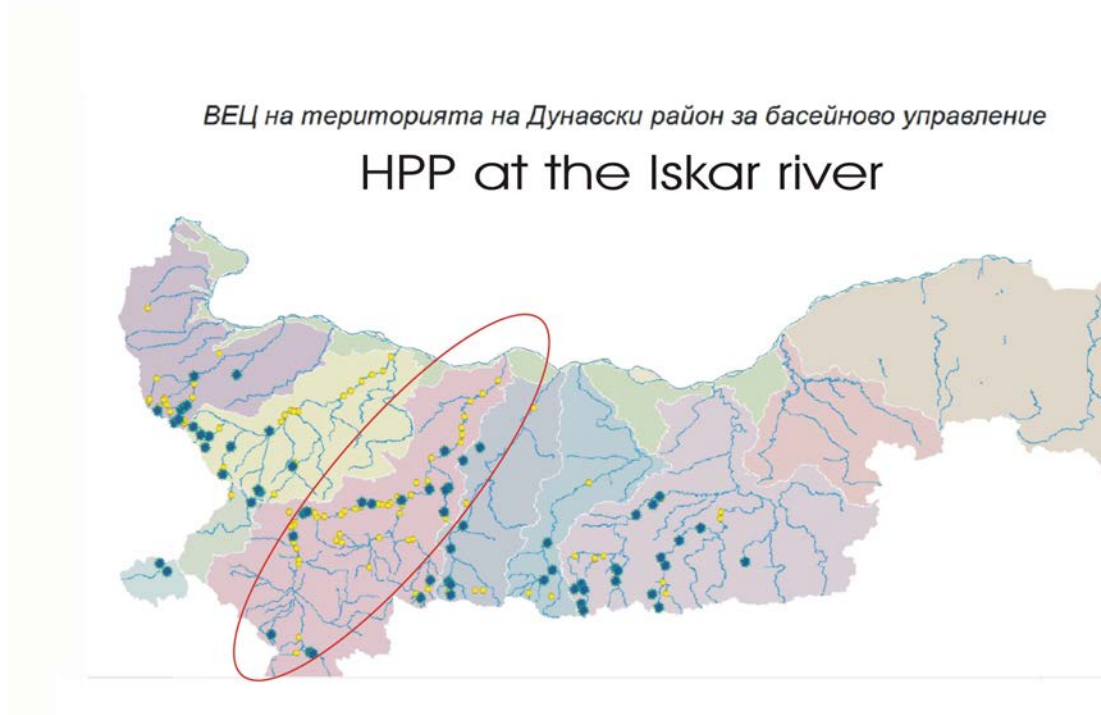 ВЕЦ на територията на Дунавски район за басейново управление
HPP at the Iskar river